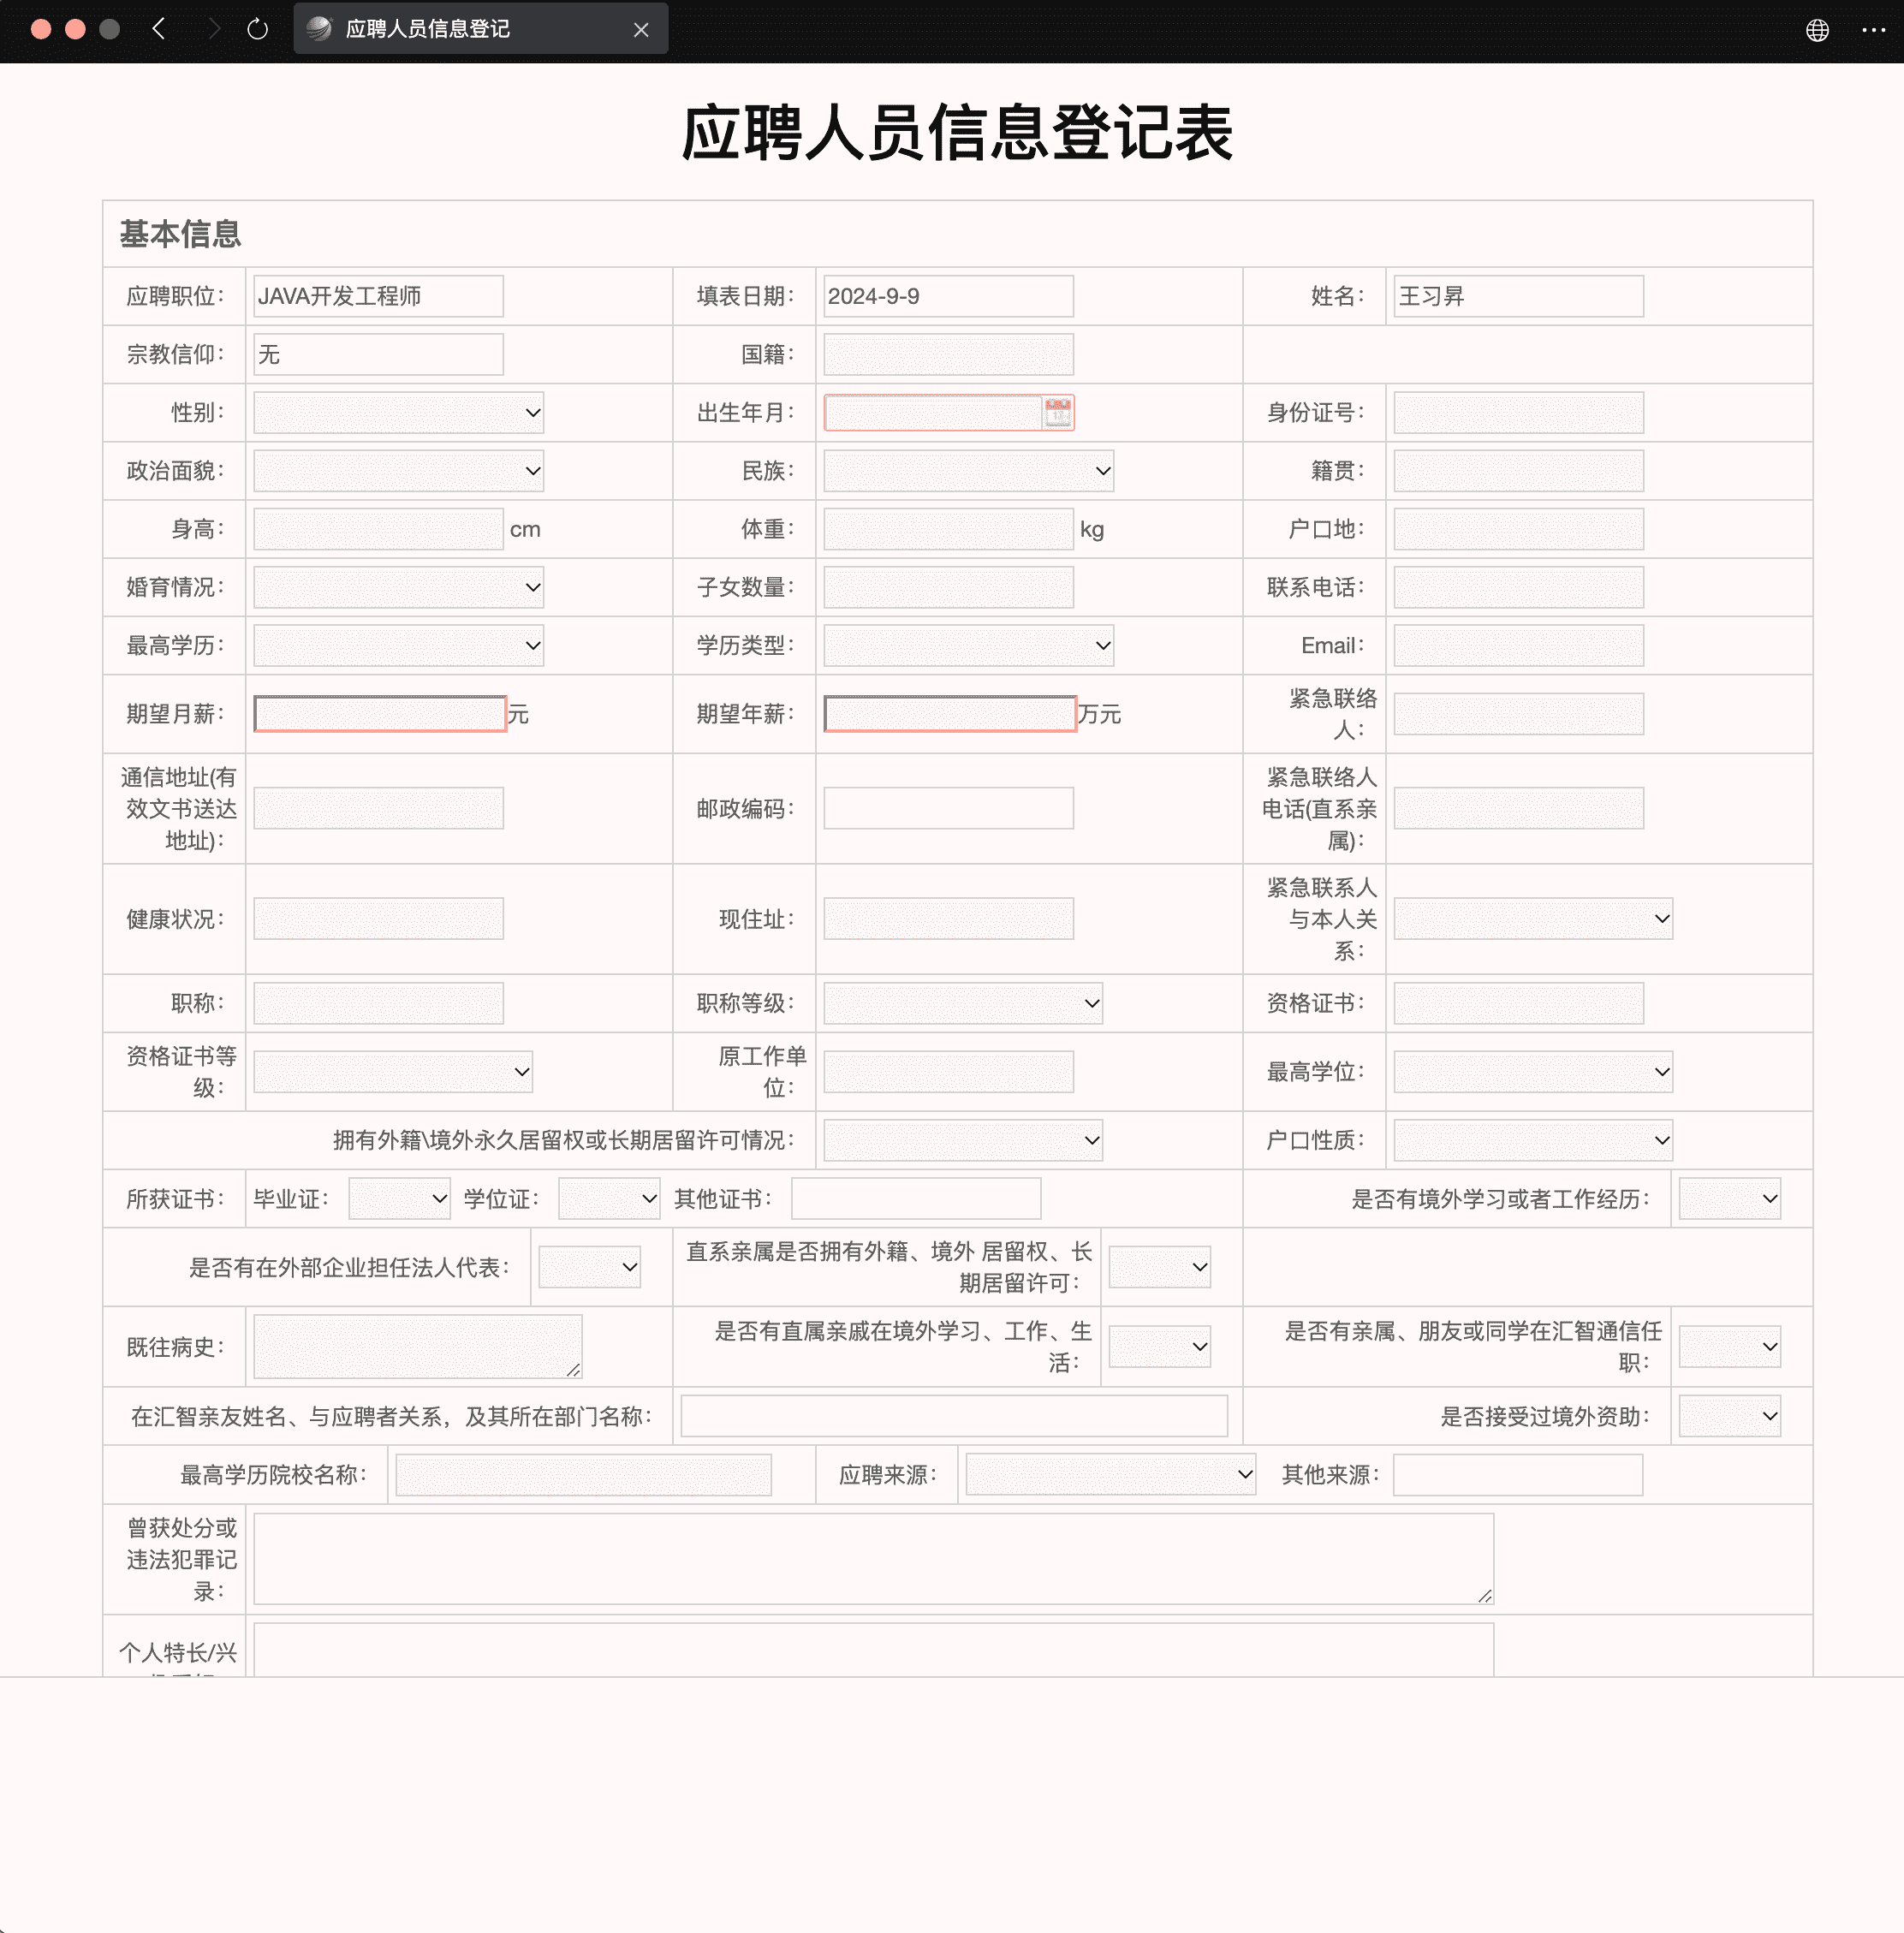 应聘人员信息登记
应聘人员信息登记表
基本信息
应聘职位： JAVA开发工程师 填表日期： 2024-9-9 姓名： 王习昇
宗教信仰： 无 国籍：
性别： 出生年月： 身份证号：
政治面貌： 民族： 籍贯：
身高： cm 体重： kg 户口地：
婚育情况： 子女数量： 联系电话：
最高学历： 学历类型： Email：
期望月薪： 元 期望年薪： 万元 紧急联络
人：
通信地址(有
效文书送达
地址)：
邮政编码：
紧急联络人
电话(直系亲
属)：
健康状况： 现住址：
紧急联系人
与本人关
系：
职称： 职称等级： 资格证书：
资格证书等
级：
原工作单
位：
最高学位：
拥有外籍\境外永久居留权或长期居留许可情况： 户口性质：
所获证书： 毕业证： 学位证： 其他证书： 是否有境外学习或者工作经历：
是否有在外部企业担任法人代表：
直系亲属是否拥有外籍、境外 居留权、长
期居留许可：
既往病史：
是否有直属亲戚在境外学习、工作、生
活：
是否有亲属、朋友或同学在汇智通信任
职：
在汇智亲友姓名、与应聘者关系，及其所在部门名称： 是否接受过境外资助：
最高学历院校名称： 应聘来源： 其他来源：
曾获处分或
违法犯罪记
录：
个人特长/兴